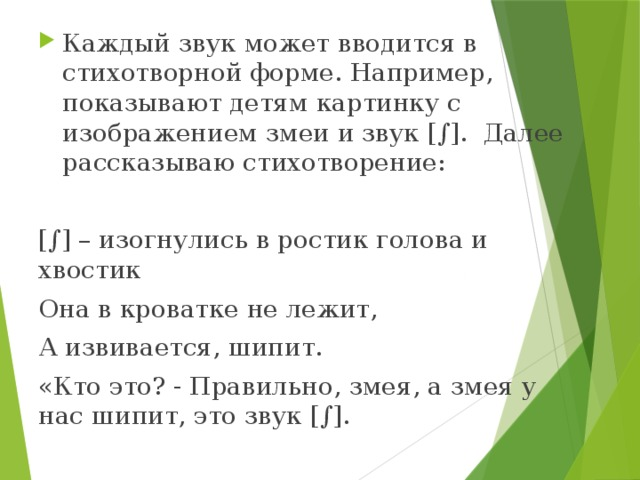 Каждый звук может вводится в
стихотворной форме. Например,
показывают детям картинку с
изображением змеи и звук [∫].  Далее
рассказываю стихотворение:
[∫] – изогнулись в ростик голова и
хвостик
Она в кроватке не лежит,
А извивается, шипит.
«Кто это? - Правильно, змея, а змея у
нас шипит, это звук [∫].